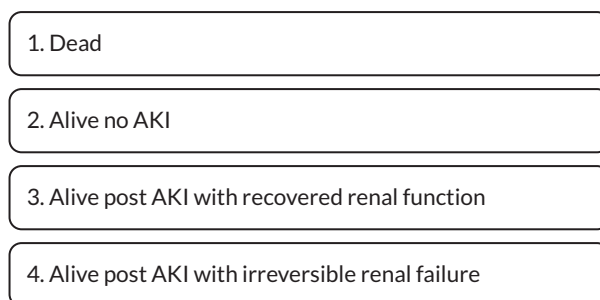 1. Dead
2. Alive no AKI
3. Alive post AKI with recovered renal function
4. Alive post AKI with irreversible renal failure